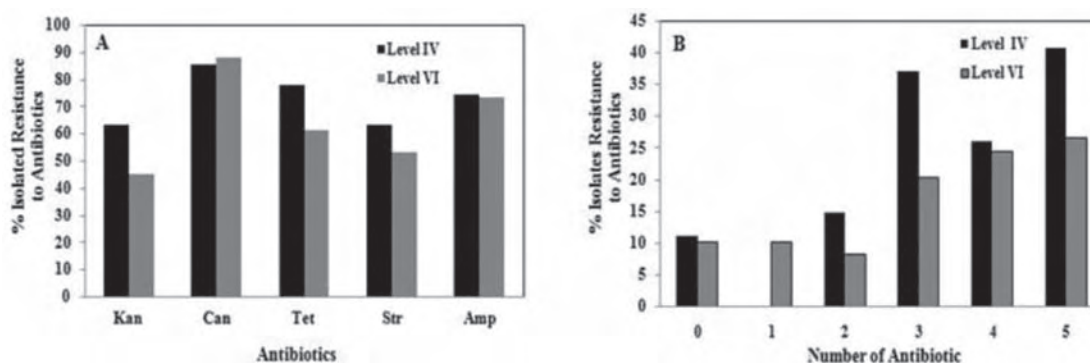 A
Level IV
Level VI
100
90
80
70
60
50
40
30
20
10
0
% Isolated Resistance
to Antibiotics
Kan
Can
Tet
Str
Amp
Antibiotics
B
Level IV
Level VI
45
40
35
30
25
20
15
10
5
0
% Isolates Resistance
to Antibiotics
0
1
2
3
4
5
Number of Antibiotic